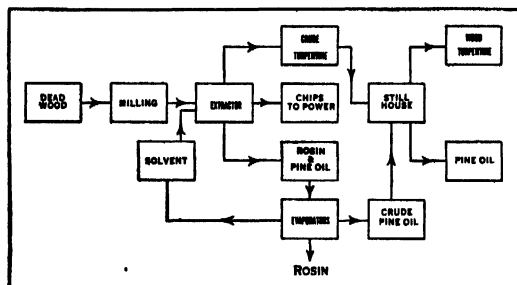 CRUDE
TURPENTINE
WOOD
TURPENTINE
DEAD
WOOD
MILLING
EXTRACTOR
CHIPS
TO POWER
STILL
HOUSE
SOLVENT
ROSIN
&
PINE OIL
PINE OIL
EVAPORATORS
CRUDE
PINE OIL
ROSIN